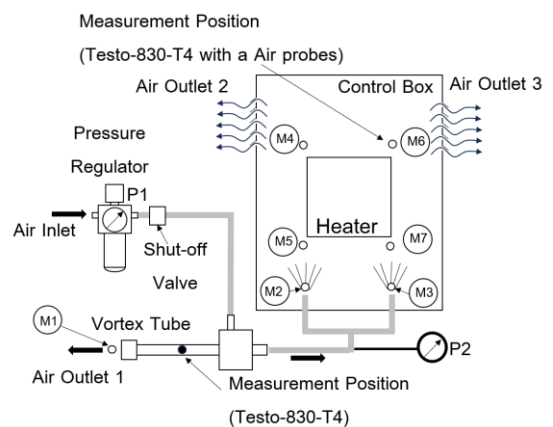 Measurement Position
(Testo-830-T4 with a Air probes)
Air Outlet 2
Control Box
Air Outlet 3
M4
M6
Pressure
Regulator
P1
Air Inlet
Shut-off
Valve
Heater
M5
M7
M2
M3
M1
Vortex Tube
P2
Air Outlet 1
Measurement Position
(Testo-830-T4)